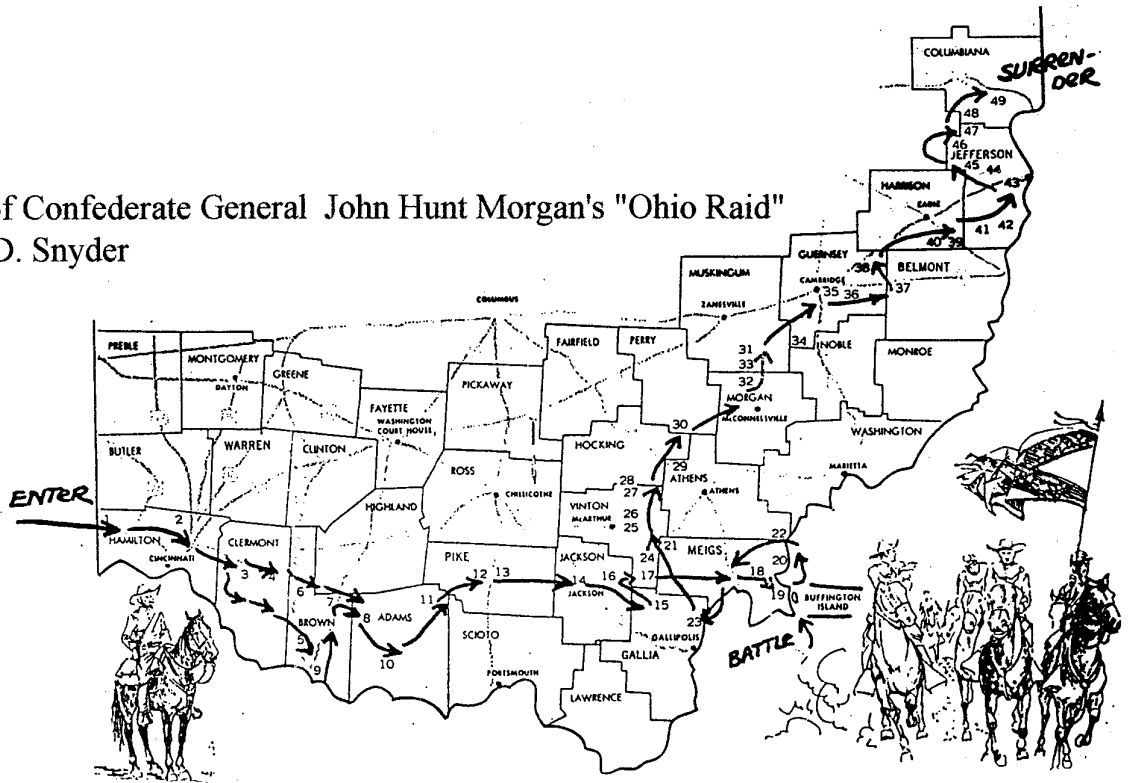 of Confederate General John Hunt Morgan's "Ohio Raid"
D. Snyder
COLUMBIANA
SURREN-
DER
49
48
47
46
JEFFERSON
45
44
43
HARRISON
CADIZ
42
41
40
39
GUERNSEY
38
BELMONT
MUSKINGUM
CAMBRIDGE
35
36
37
ZANESVILLE
COLUMBUS
FAIRFIELD
PERRY
34
NOBLE
MONROE
31
33
32
PREBLE
MONTGOMERY
DAYTON
GREENE
PICKAWAY
FAYETTE
WASHINGTON
COURT HOUSE
MORGAN
McCONNELSVILLE
30
WASHINGTON
BUTLER
WARREN
CLINTON
HOCKING
29
ROSS
ATHENS
MARIETTA
28
27
CHILLICOTHE
ATHENS
ENTER
HIGHLAND
VINTON
McARTHUR
26
25
1
2
HAMILTON
CINCINNATI
CLERMONT
22
21
MEIGS
PIKE
JACKSON
24
20
3
4
12
13
14
JACKSON
16
17
18
19
BUFFINGTON
ISLAND
6
7
11
15
8
ADAMS
BROWN
5
9
10
SCIOTO
23
GALLIPOLIS
GALLIA
BATTLE
PORTSMOUTH
LAWRENCE